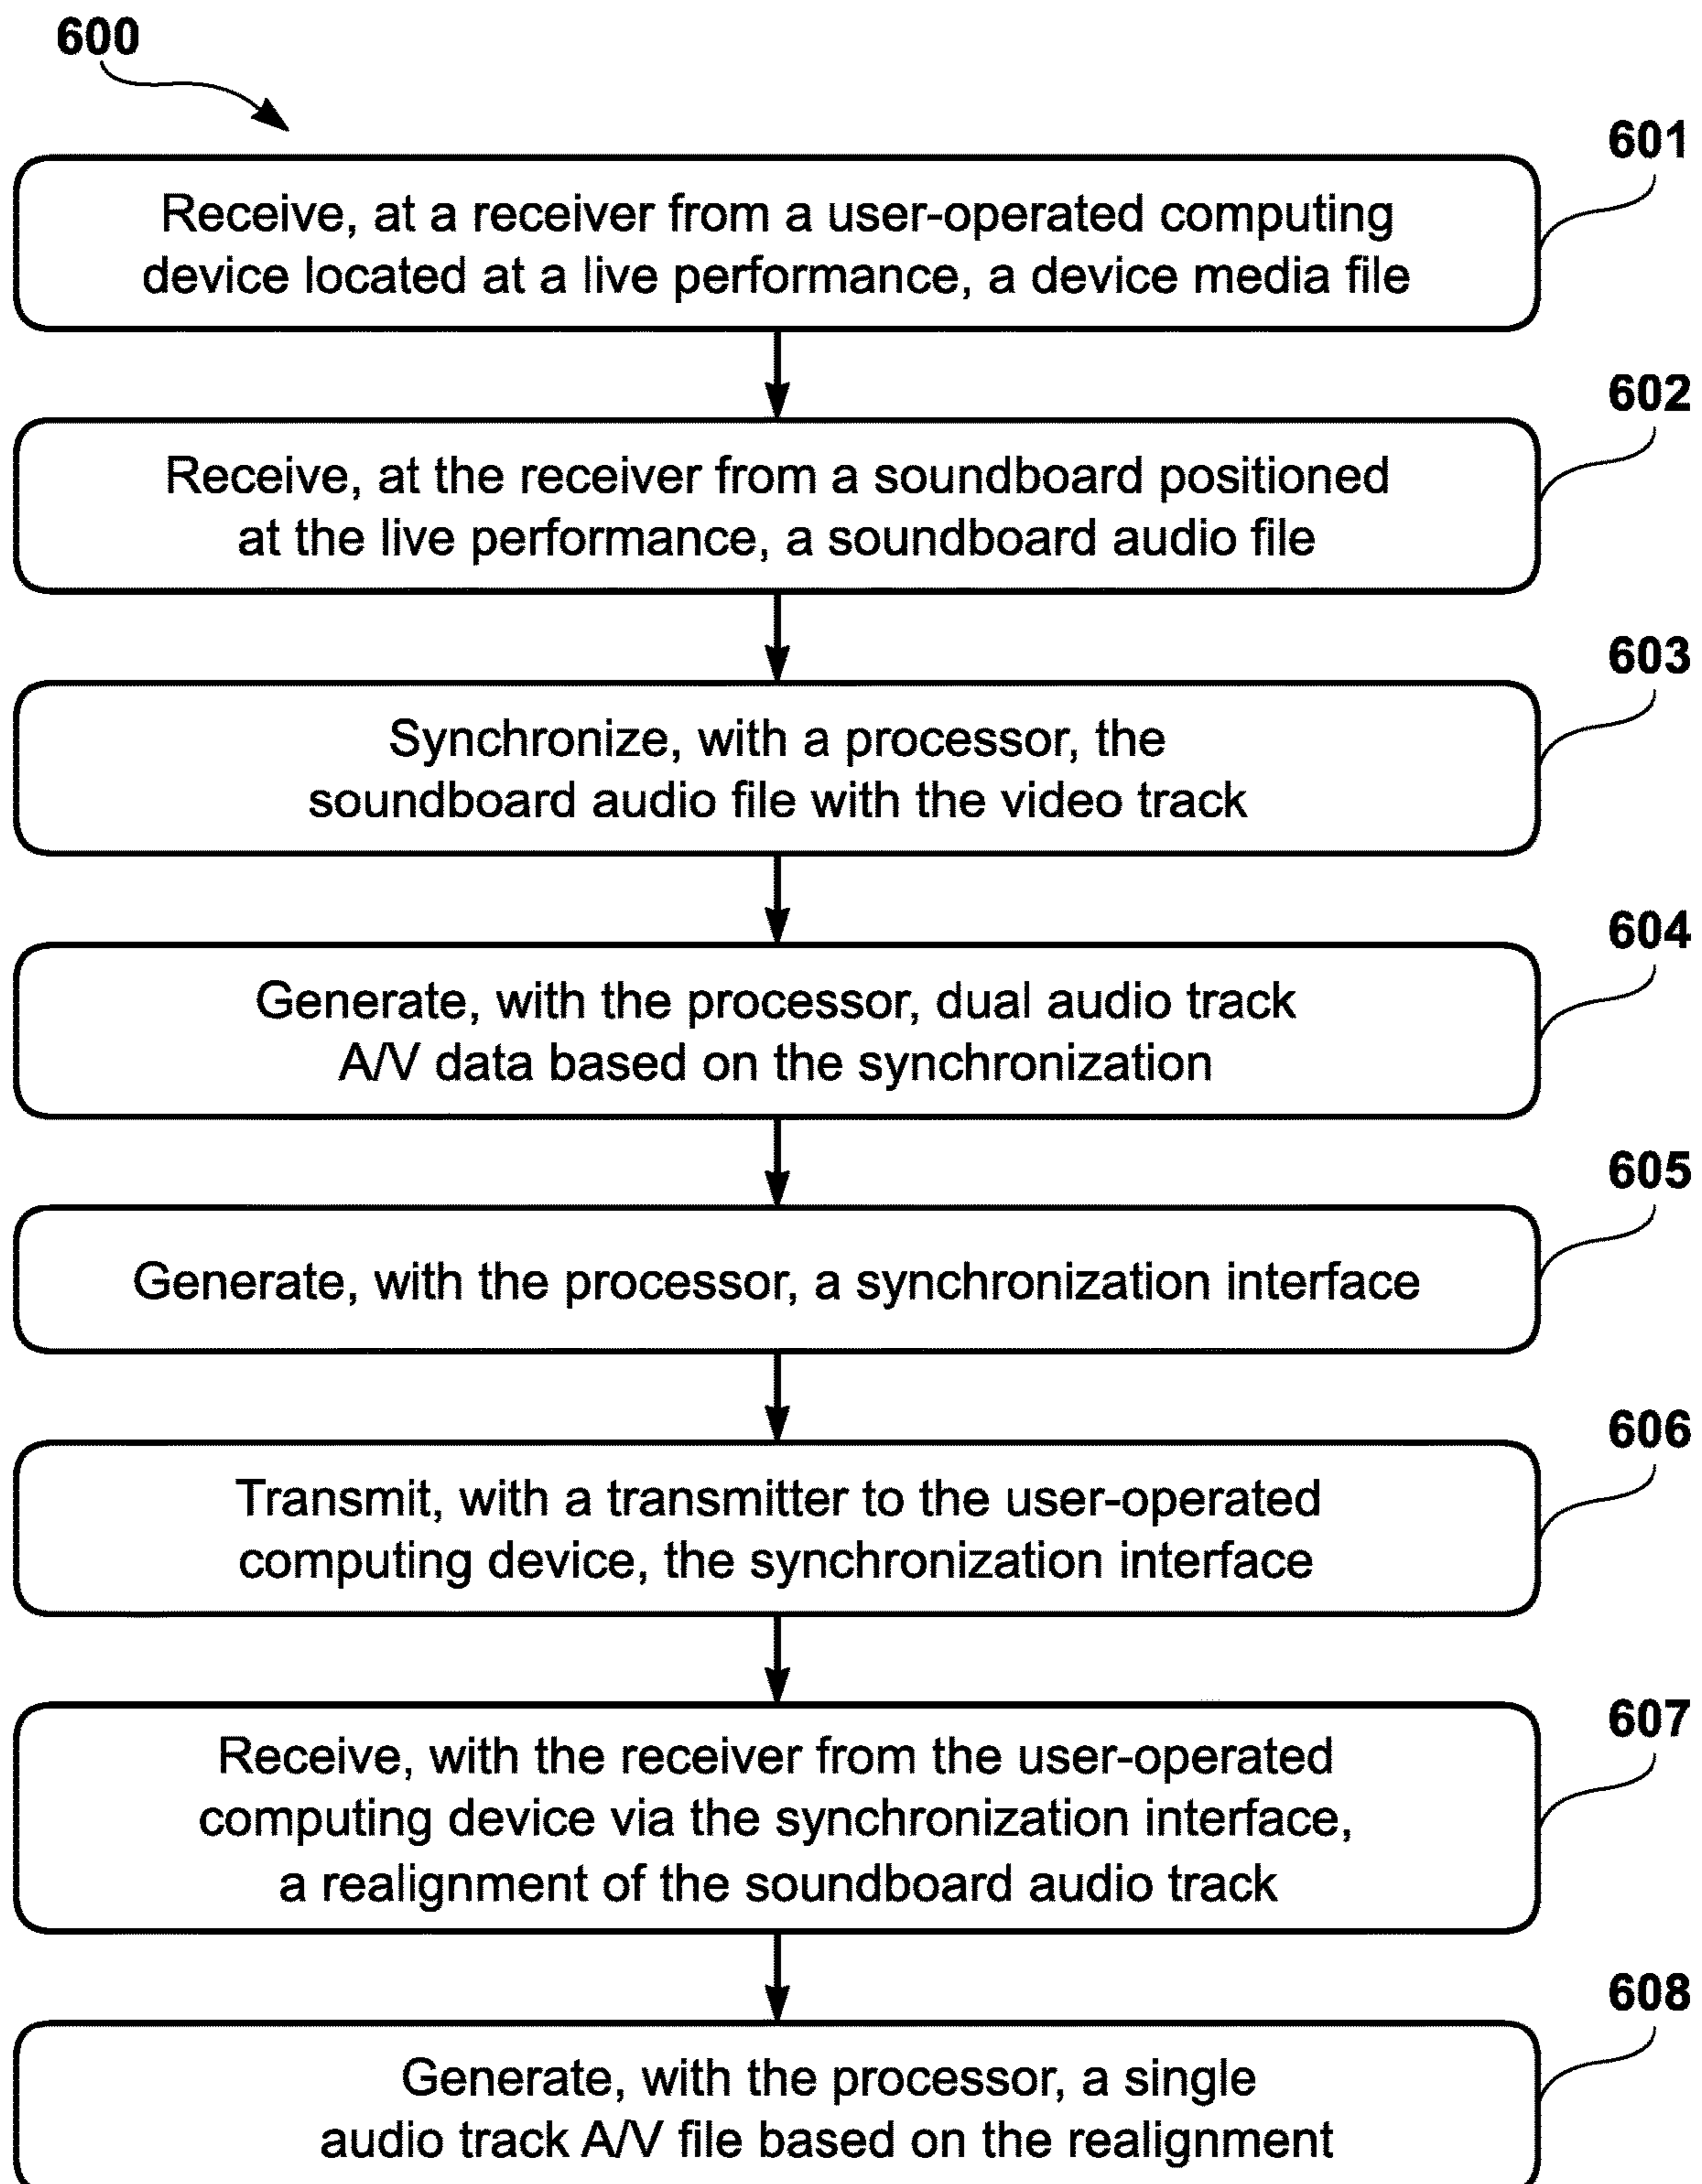 600
601
Receive, at a receiver from a user-operated computing
device located at a live performance, a device media file
602
Receive, at the receiver from a soundboard positioned
at the live performance, a soundboard audio file
603
Synchronize, with a processor, the
soundboard audio file with the video track
604
Generate, with the processor, dual audio track
A/V data based on the synchronization
605
Generate, with the processor, a synchronization interface
606
Transmit, with a transmitter to the user-operated
computing device, the synchronization interface
607
Receive, with the receiver from the user-operated
computing device via the synchronization interface,
a realignment of the soundboard audio track
608
Generate, with the processor, a single
audio track A/V file based on the realignment